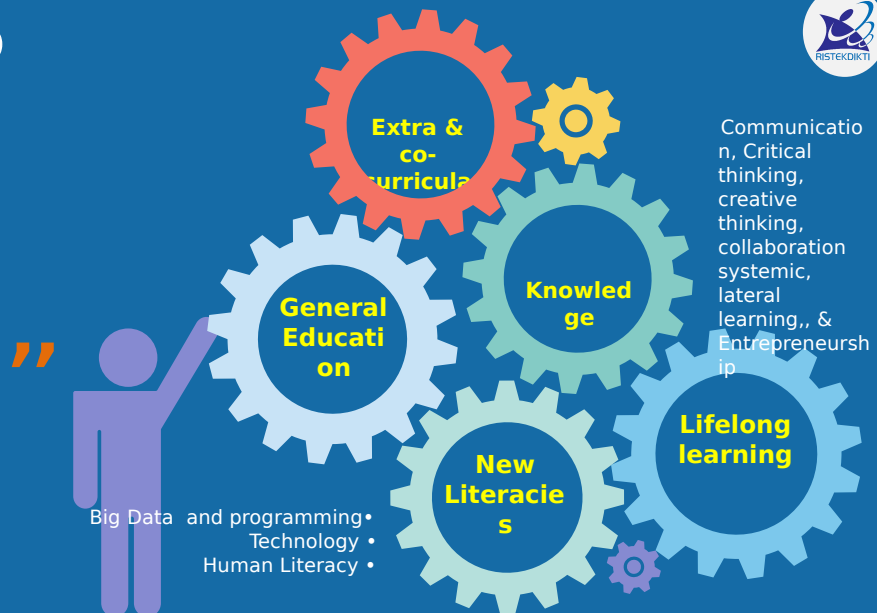 RISTEKDIKTI
Extra &
co-
curricula
Communicatio
n, Critical
thinking,
creative
thinking,
collaboration
systemic,
lateral
learning,, &
Entrepreneursh
ip
Knowled
ge
General
Educati
on
”
Lifelong
learning
New
Literacie
s
Big Data  and programming•
Technology •
Human Literacy •